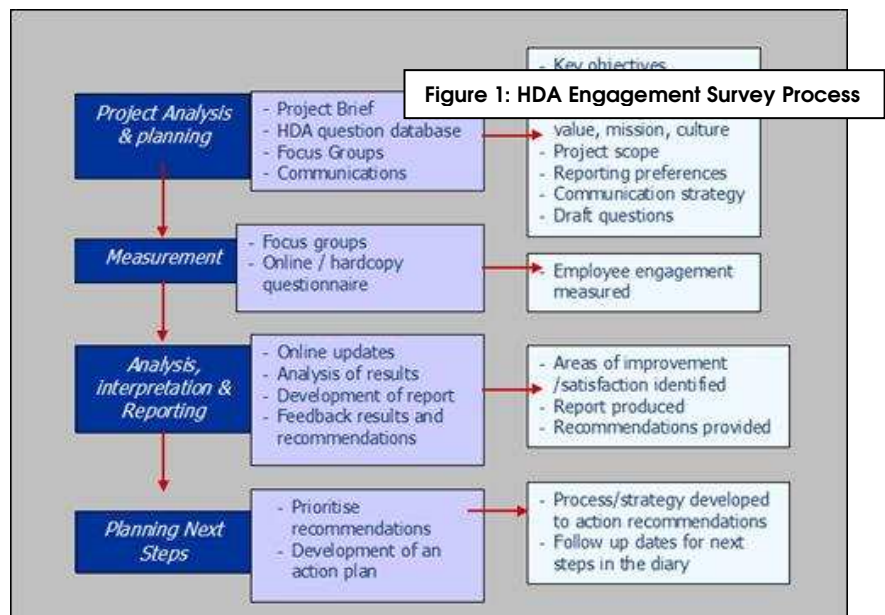 Figure 1: HDA Engagement Survey Process
Project Analysis
& planning
- Project Brief
- HDA question database
- Focus Groups
- Communications
- Key objectives
value, mission, culture
- Project scope
- Reporting preferences
- Communication strategy
- Draft questions
Measurement
- Focus groups
- Online / hardcopy
questionnaire
- Employee engagement
measured
Analysis,
interpretation &
Reporting
- Online updates
- Analysis of results
- Development of report
- Feedback results and
recommendations
- Areas of improvement
/satisfaction identified
- Report produced
- Recommendations provided
Planning Next
Steps
- Prioritise
recommendations
- Development of an
action plan
- Process/strategy developed
to action recommendations
- Follow up dates for next
steps in the diary